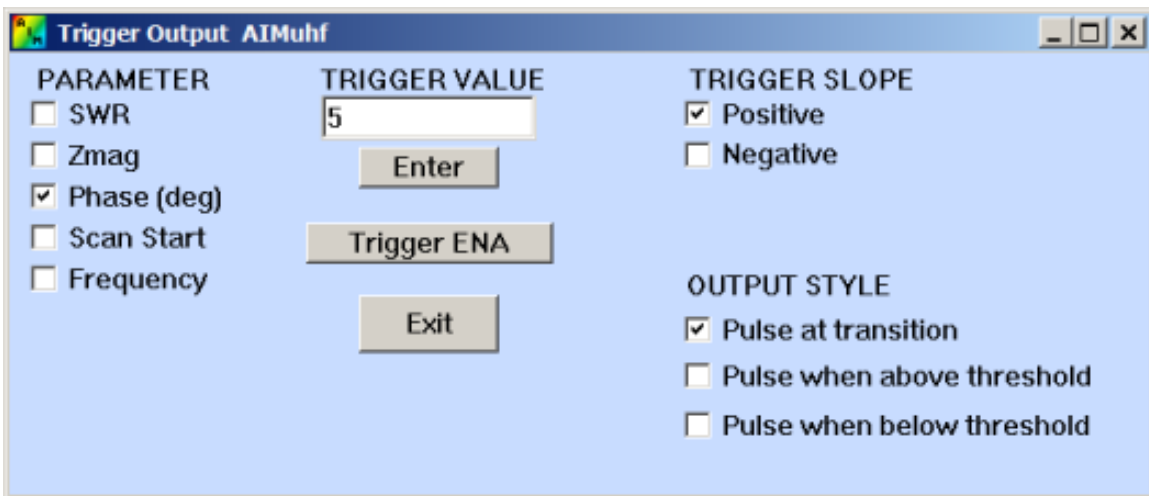 Trigger Output AIMuhf
PARAMETER
SWR
Zmag
Phase (deg)
Scan Start
Frequency
TRIGGER VALUE
5
Enter
Trigger ENA
Exit
TRIGGER SLOPE
Positive
Negative
OUTPUT STYLE
Pulse at transition
Pulse when above threshold
Pulse when below threshold